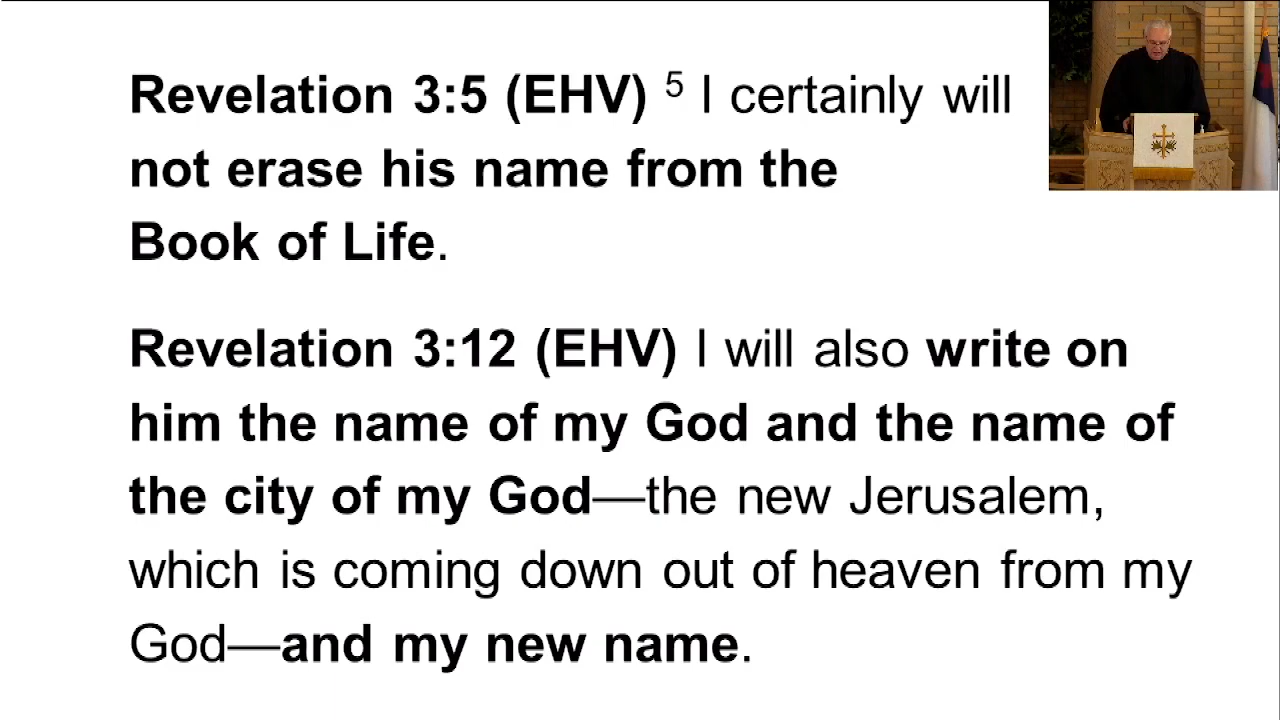 Revelation 3:5 (EHV) ⁵ I certainly will
not erase his name from the
Book of Life.
Revelation 3:12 (EHV) I will also write on
him the name of my God and the name of
the city of my God—the new Jerusalem,
which is coming down out of heaven from my
God—and my new name.